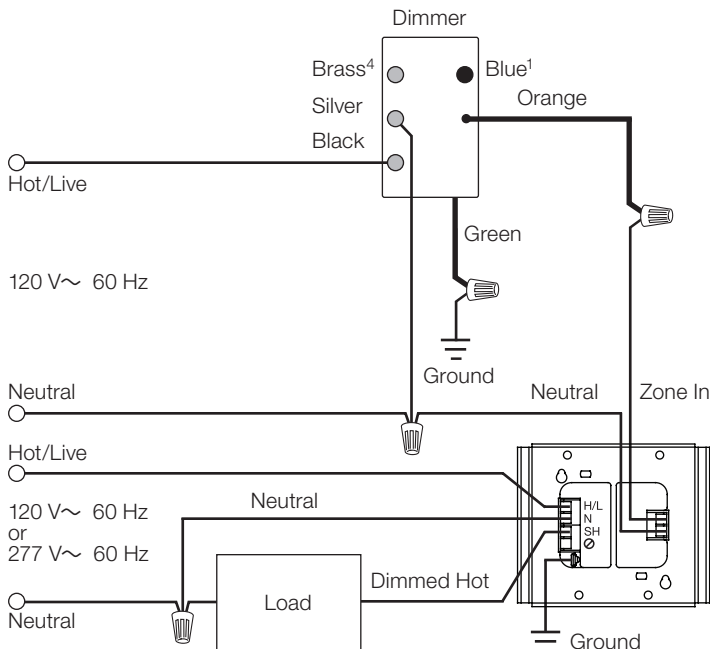 Dimmer
Brass4
Blue1
Orange
Silver
Black
Hot/Live
Green
120 V~ 60 Hz
Ground
Neutral
Neutral
Zone In
Hot/Live
Neutral
H/L
N
SH
120 V~ 60 Hz
or
277 V~ 60 Hz
Dimmed Hot
Load
Neutral
Ground